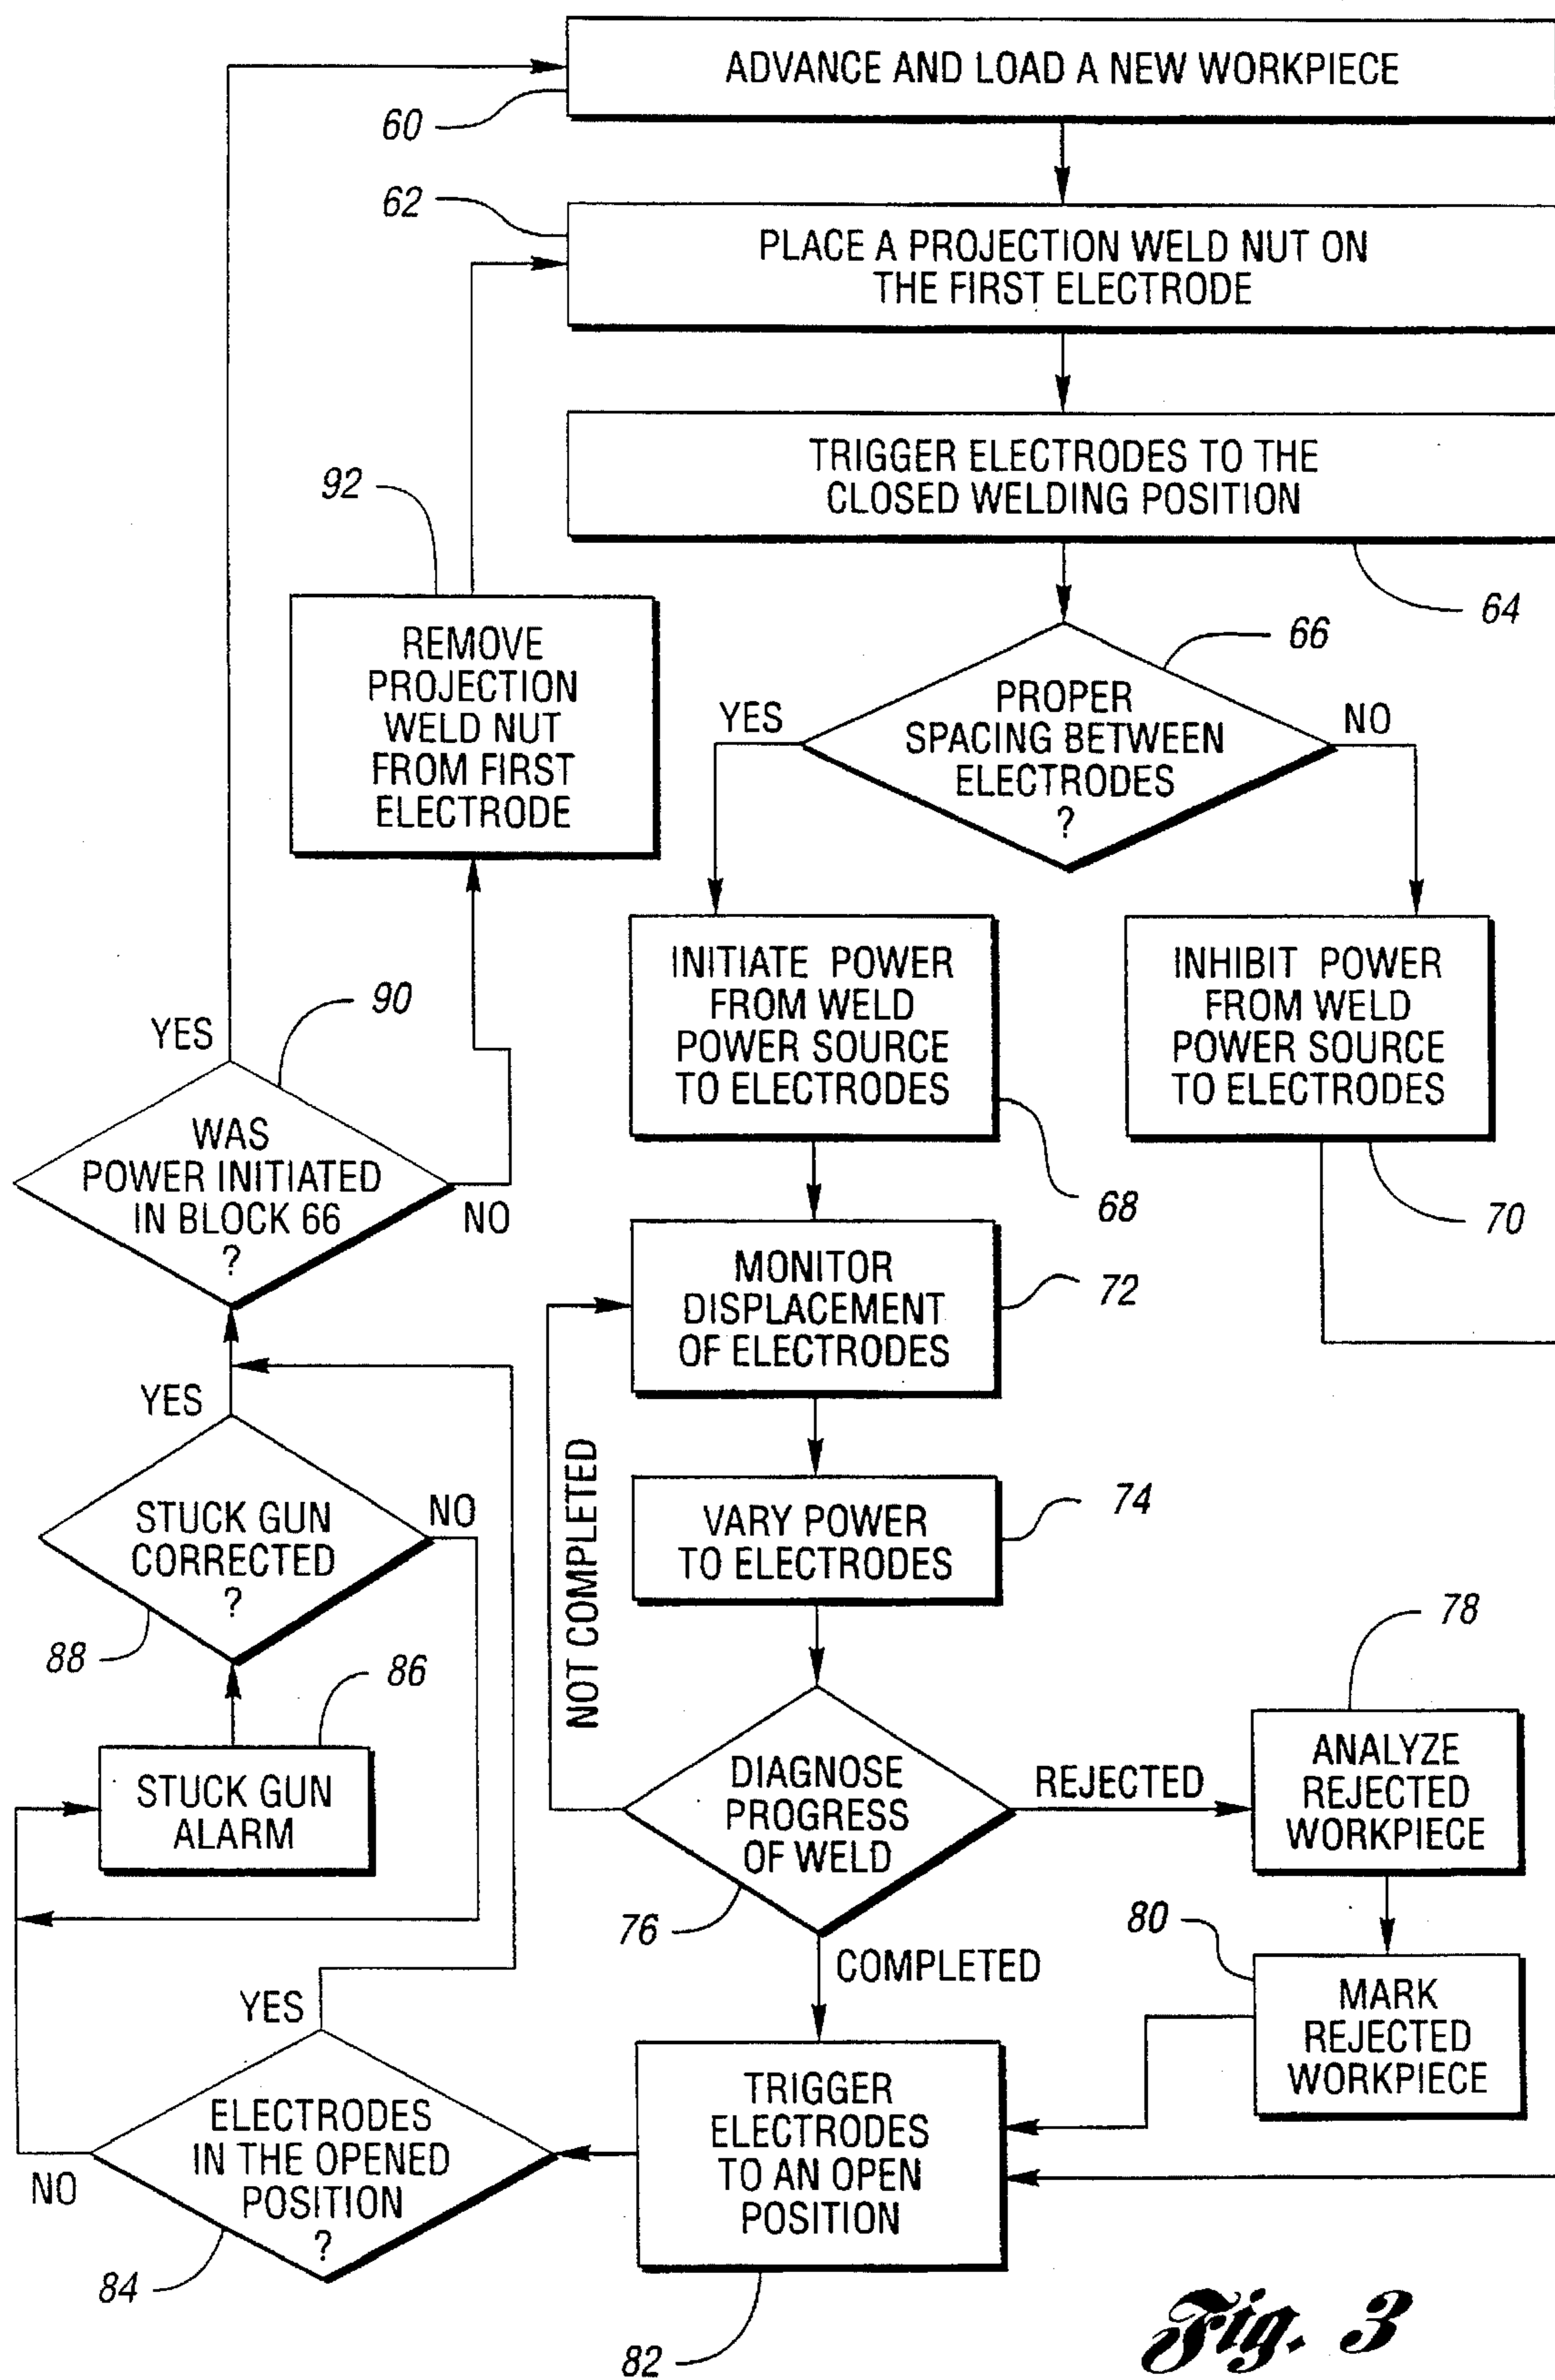 ADVANCE AND LOAD A NEW WORKPIECE
60
62
PLACE A PROJECTION WELD NUT ON
THE FIRST ELECTRODE
TRIGGER ELECTRODES TO THE
CLOSED WELDING POSITION
64
92
REMOVE
PROJECTION
WELD NUT
FROM FIRST
ELECTRODE
66
PROPER
SPACING BETWEEN
ELECTRODES
?
YES
NO
INITIATE POWER
FROM WELD
POWER SOURCE
TO ELECTRODES
68
INHIBIT POWER
FROM WELD
POWER SOURCE
TO ELECTRODES
70
90
YES
WAS
POWER INITIATED
IN BLOCK 66
?
NO
MONITOR
DISPLACEMENT
OF ELECTRODES
72
YES
STUCK GUN
CORRECTED
?
NO
88
NOT COMPLETED
VARY POWER
TO ELECTRODES
74
86
STUCK GUN
ALARM
DIAGNOSE
PROGRESS
OF WELD
76
REJECTED
78
ANALYZE
REJECTED
WORKPIECE
COMPLETED
80
MARK
REJECTED
WORKPIECE
YES
ELECTRODES
IN THE OPENED
POSITION
?
NO
84
TRIGGER
ELECTRODES
TO AN OPEN
POSITION
82
Fig. 3